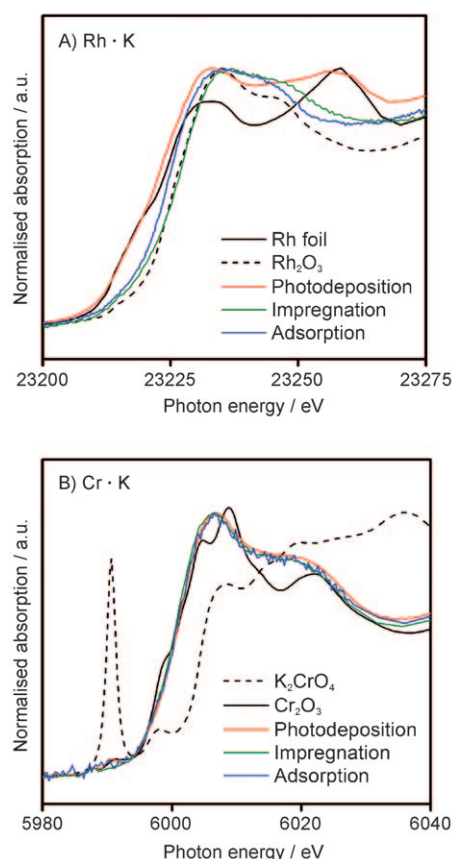 A) Rh · K
Normalised absorption / a.u.
Rh foil
Rh₂O₃
Photodeposition
Impregnation
Adsorption
23200 23225 23250 23275
Photon energy / eV
B) Cr · K
Normalised absorption / a.u.
K₂CrO₄
Cr₂O₃
Photodeposition
Impregnation
Adsorption
5980 6000 6020 6040
Photon energy / eV